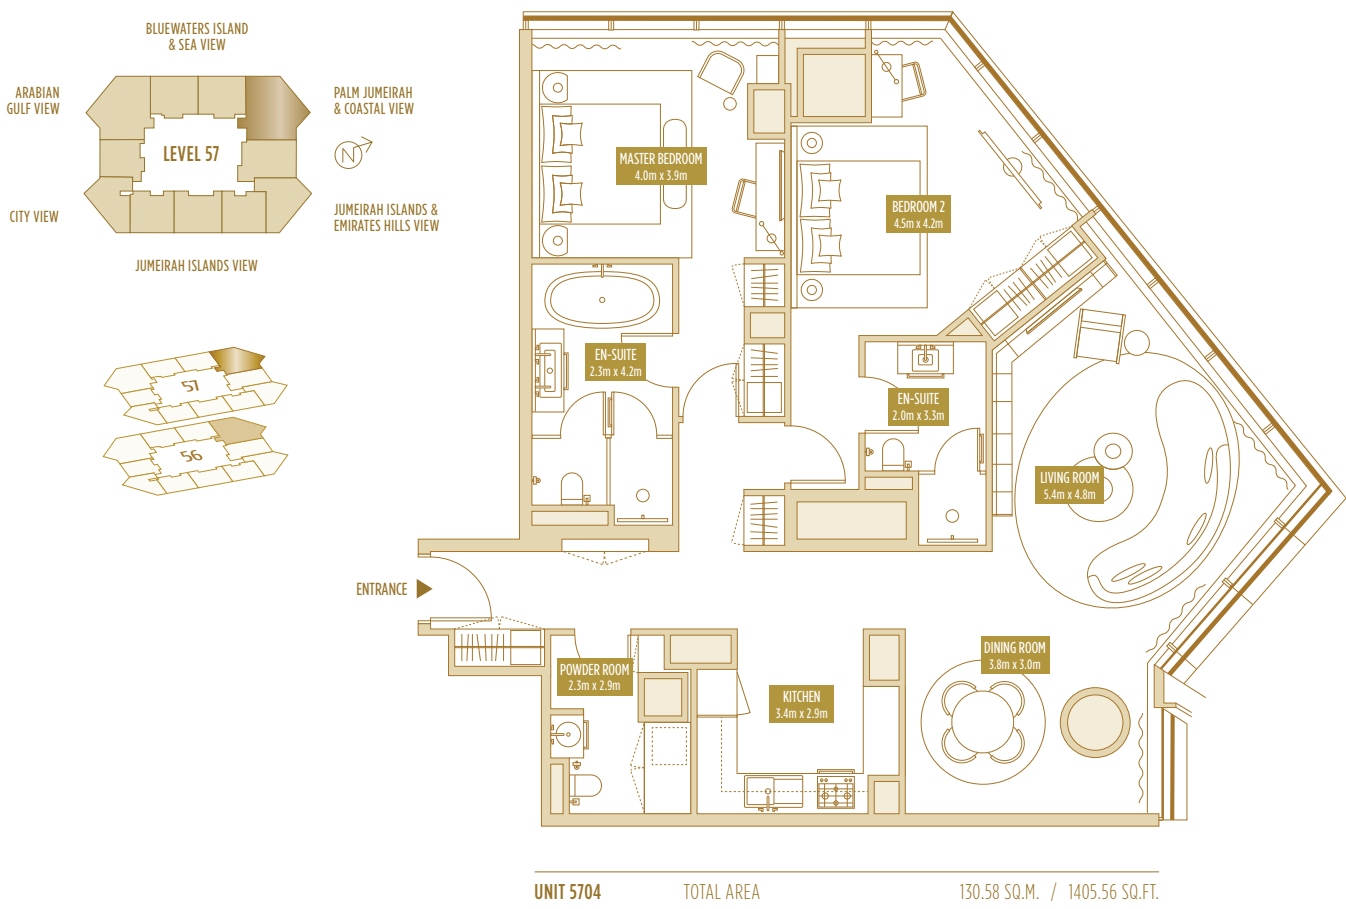 BLUEWATERS ISLAND
& SEA VIEW
ARABIAN
GULF VIEW
PALM JUMEIRAH
& COASTAL VIEW
LEVEL 57
N
CITY VIEW
JUMEIRAH ISLANDS &
EMIRATES HILLS VIEW
JUMEIRAH ISLANDS VIEW
57
56
MASTER BEDROOM
4.0m x 3.9m
BEDROOM 2
4.5m x 4.2m
EN-SUITE
2.3m x 4.2m
EN-SUITE
2.0m x 3.3m
LIVING ROOM
5.4m x 4.8m
ENTRANCE
POWDER ROOM
2.3m x 2.9m
KITCHEN
3.4m x 2.9m
DINING ROOM
3.8m x 3.0m
UNIT 5704 TOTAL AREA 130.58 SQ.M. / 1405.56 SQ.FT.